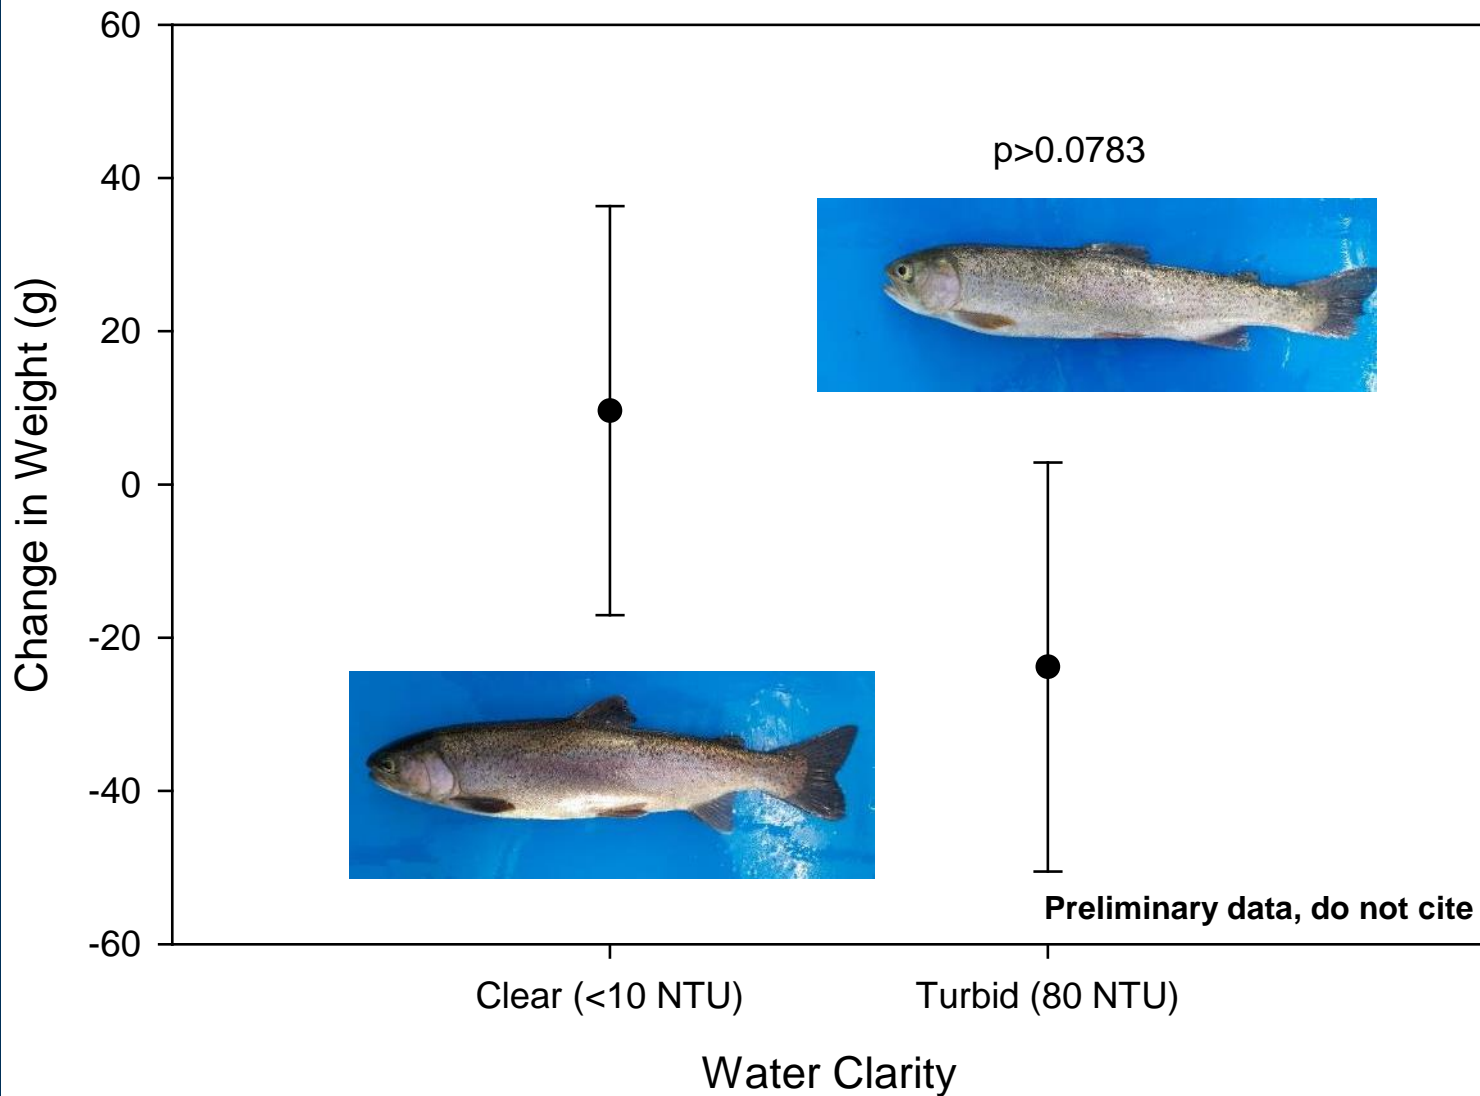 60
40
20
0
-20
-40
-60
Change in Weight (g)
p>0.0783
Preliminary data, do not cite
Clear (<10 NTU)
Turbid (80 NTU)
Water Clarity